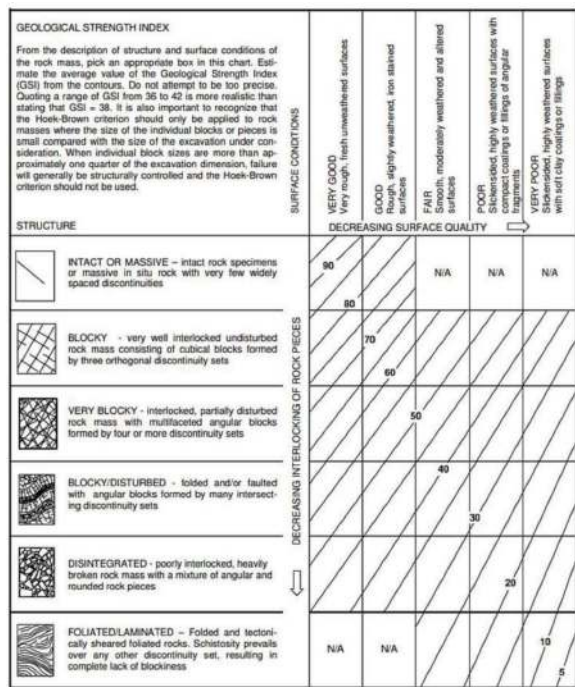 GEOLOGICAL STRENGTH INDEX
From the description of structure and surface conditions of
the rock mass, pick an appropriate box in this chart. Esti-
mate the average value of the Geological Strength Index
(GSI) from the contours. Do not attempt to be too precise.
Quoting a range of GSI from 36 to 42 is more realistic than
stating that GSI = 38. It is also important to recognize that
the Hoek-Brown criterion should only be applied to
rock masses where the size of the individual blocks or pieces is
small compared with the size of the excavation under con-
sideration. When individual block sizes are more than ap-
proximately one quarter of the excavation dimension, failure
will generally be structurally controlled and the Hoek-Brown
criterion should not be used.
STRUCTURE
SURFACE CONDITIONS
VERY GOOD
Very rough, fresh unweathered surfaces
GOOD
Rough, slightly weathered, iron stained
surfaces
FAIR
Smooth, moderately weathered and altered
surfaces
POOR
Slickensided, highly weathered surfaces with
compact coatings or fillings of angular
fragments
VERY POOR
Slickensided, highly weathered surfaces
with soft clay coatings or fillings
DECREASING SURFACE QUALITY
DECREASING INTERLOCKING OF ROCK PIECES
INTACT OR MASSIVE – intact rock specimens
or massive in situ rock with very few widely
spaced discontinuities
90
80
N/A
N/A
N/A
BLOCKY - very well interlocked undisturbed
rock mass consisting of cubical blocks formed
by three orthogonal discontinuity sets
70
60
VERY BLOCKY - interlocked, partially disturbed
rock mass with multifaceted angular blocks
formed by four or more discontinuity sets
50
BLOCKY/DISTURBED - folded and/or faulted
with angular blocks formed by many intersect-
ing discontinuity sets
40
30
DISINTEGRATED - poorly interlocked, heavily
broken rock mass with a mixture of angular and
rounded rock pieces
20
FOLIATED/LAMINATED – Folded and tectoni-
cally sheared foliated rocks. Schistosity prevails
over any other discontinuity set, resulting in
complete lack of blockiness
N/A
N/A
10
5